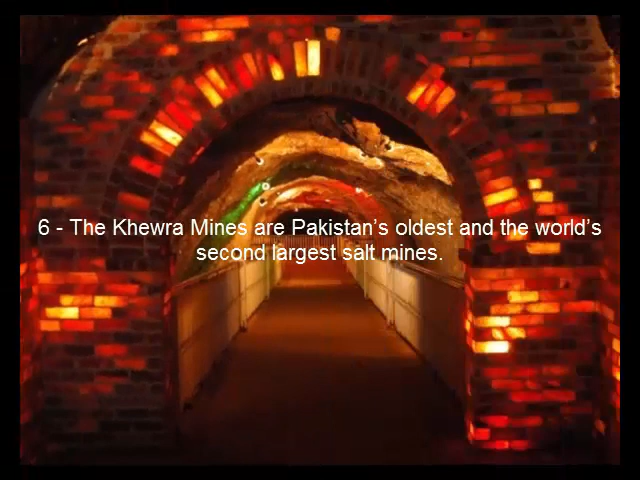 6 - The Khewra Mines are Pakistan’s oldest and the world’s
second largest salt mines.